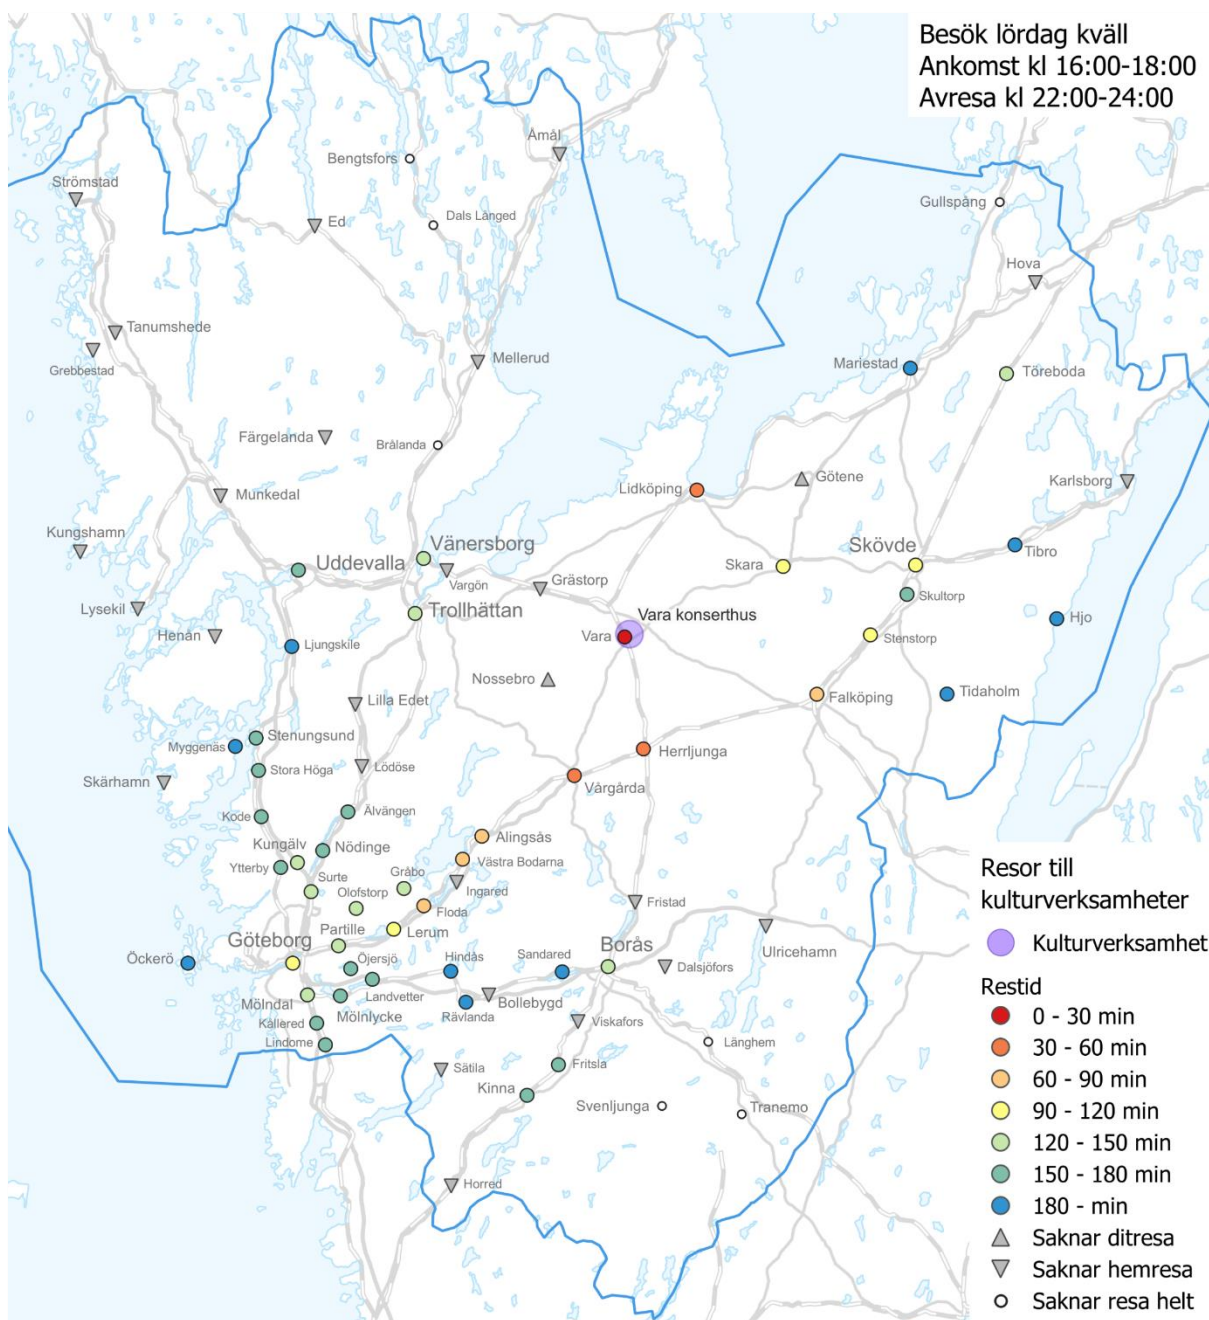 Besök lördag kväll
Ankomst kl 16:00-18:00
Avresa kl 22:00-24:00
Åmål
Bengtsfors
Strömstad
Gullspång
Dals Långed
Ed
Hova
Tanumshede
Mellerud
Grebbestad
Mariestad
Töreboda
Färgelanda
Brålanda
Götene
Karlsborg
Lidköping
Munkedal
Kungshamn
Vänersborg
Skövde
Tibro
Uddevalla
Skara
Vargön
Grästorp
Skultorp
Lysekil
Trollhättan
Vara konserthus
Hjo
Henån
Vara
Stenstorp
Ljungskile
Nossebro
Tidaholm
Lilla Edet
Falköping
Stenungsund
Myggenäs
Herrljunga
Lödöse
Stora Höga
Skärhamn
Vårgårda
Älvängen
Kode
Alingsås
Kungälv
Nödinge
Västra Bodarna
Ytterby
Gråbo
Surte
Olofstorp
Ingared
Fristad
Floda
Partille
Lerum
Göteborg
Borås
Ulricehamn
Öckerö
Öjersjö
Hindås
Sandared
Dalsjöfors
Landvetter
Mölndal
Bollebygd
Mölnlycke
Rävlanda
Kållered
Viskafors
Lindome
Länghem
Sätila
Fritsla
Kinna
Svenljunga
Tranemo
Horred
Resor till
kulturverksamheter
Kulturverksamhet
Restid
0 - 30 min
30 - 60 min
60 - 90 min
90 - 120 min
120 - 150 min
150 - 180 min
180 - min
Saknar ditresa
Saknar hemresa
Saknar resa helt